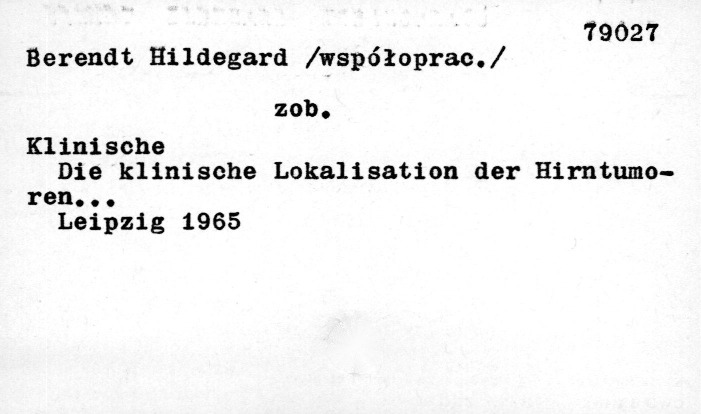 79027
Berendt Hildegard /współoprac./
zob.
Klinische
Die klinische Lokalisation der Hirntumo-
ren...
Leipzig 1965